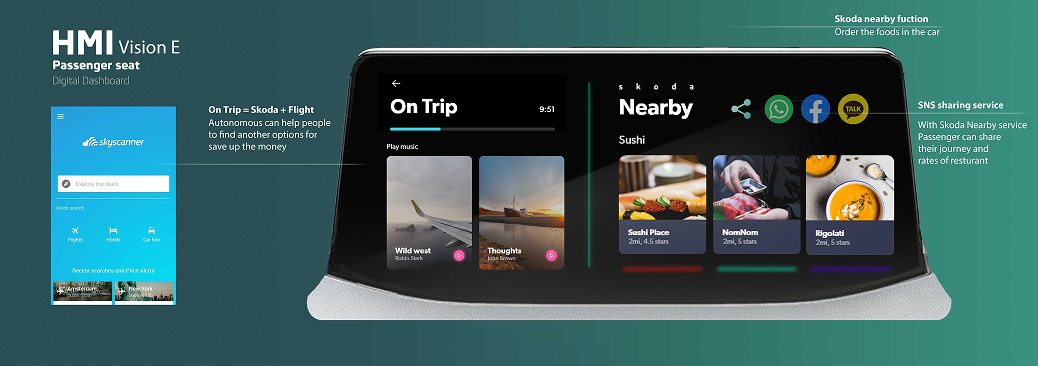 HMI Vision E
Passenger seat
Digital Dashboard
skyscanner
Explore top deals
Quick search
Flights
Hotels
Car hire
Recent searches and Price Alerts
Amsterdam
New York
On Trip = Skoda + Flight
Autonomous can help people
to find another options for
save up the money
On Trip
9:51
Play music
Wild west
Robin Stark
Thoughts
John Brown
skoda
Nearby
TALK
Sushi
Sushi Place
2mi, 4.5 stars
NomNom
2mi, 5 stars
Rigolati
2mi, 5 stars
Skoda nearby fuction
Order the foods in the car
SNS sharing service
With Skoda Nearby service
Passenger can share
their journey and
rates of resturant